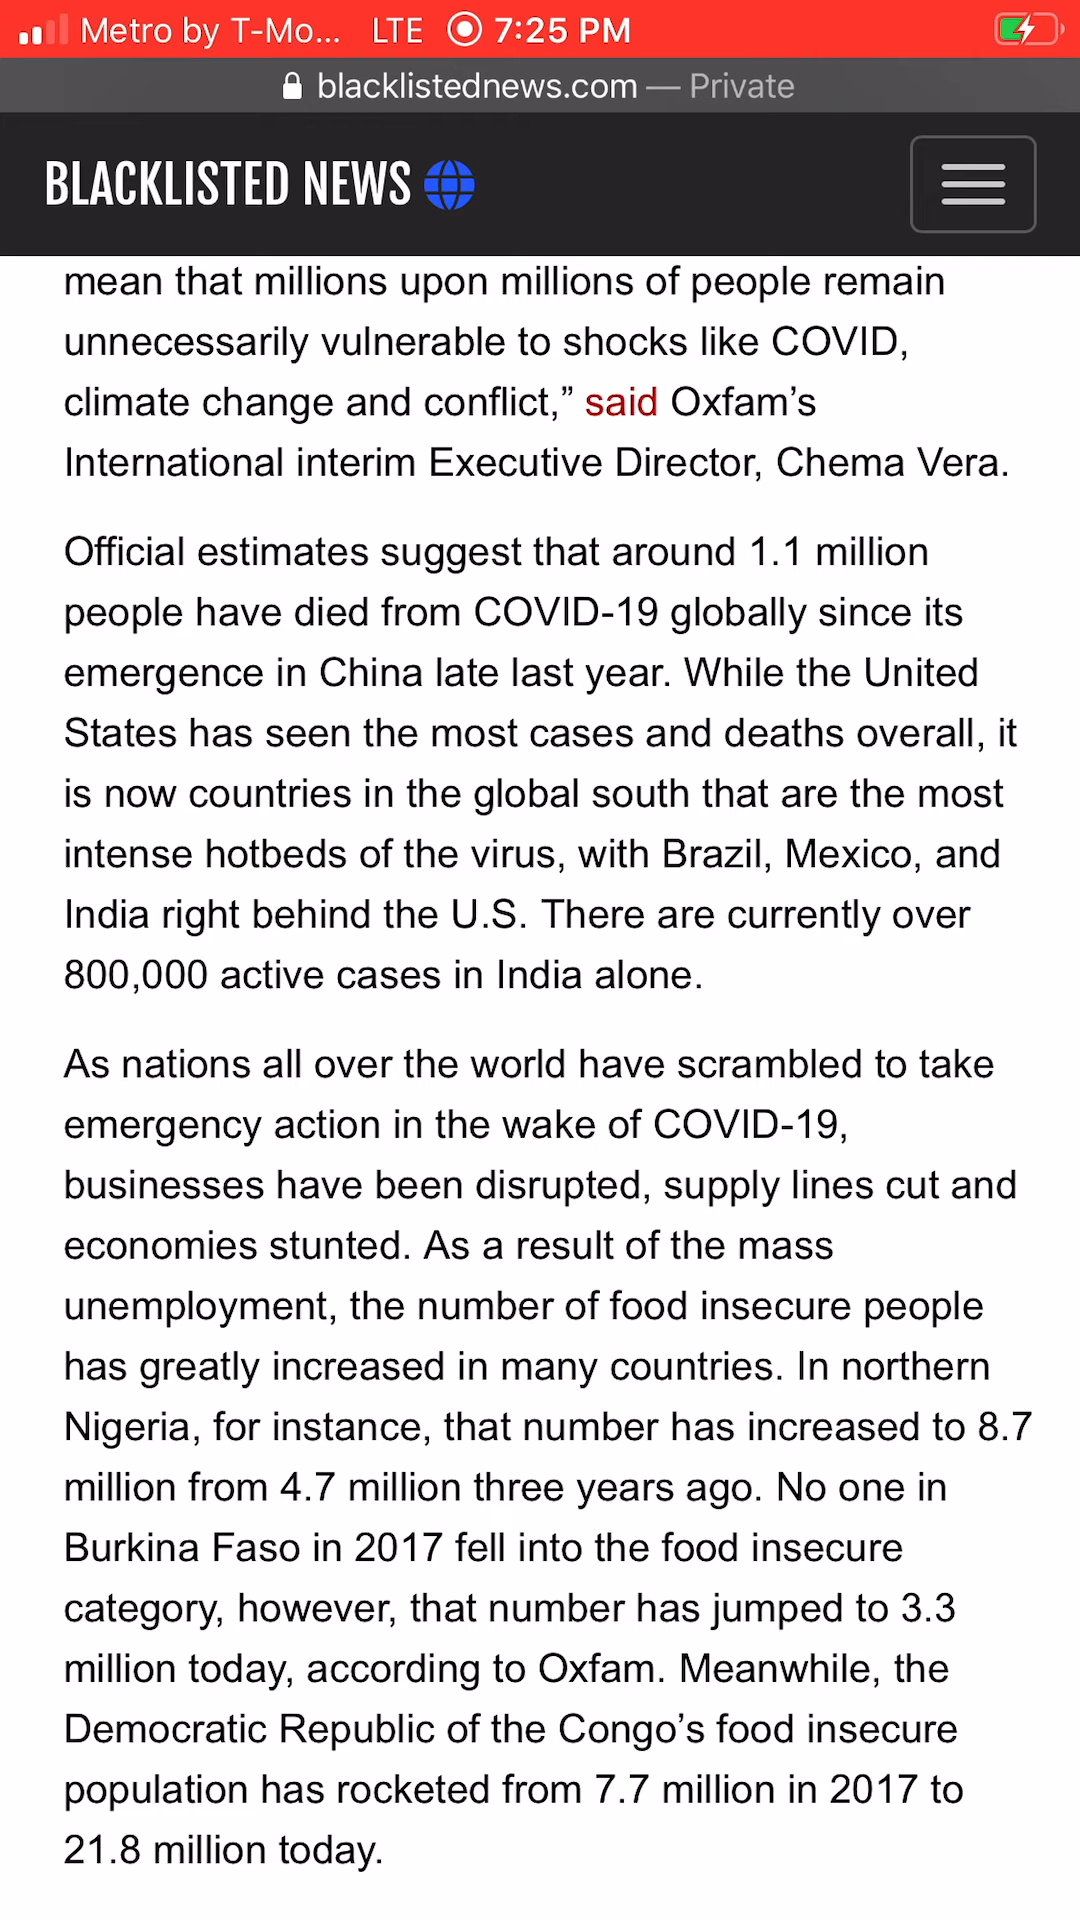 Metro by T-Mo... LTE 7:25 PM
blacklistednews.com — Private
BLACKLISTED NEWS
mean that millions upon millions of people remain
unnecessarily vulnerable to shocks like COVID,
climate change and conflict,” said Oxfam’s
International interim Executive Director, Chema Vera.
Official estimates suggest that around 1.1 million
people have died from COVID-19 globally since its
emergence in China late last year. While the United
States has seen the most cases and deaths overall, it
is now countries in the global south that are the most
intense hotbeds of the virus, with Brazil, Mexico, and
India right behind the U.S. There are currently over
800,000 active cases in India alone.
As nations all over the world have scrambled to take
emergency action in the wake of COVID-19,
businesses have been disrupted, supply lines cut and
economies stunted. As a result of the mass
unemployment, the number of food insecure people
has greatly increased in many countries. In northern
Nigeria, for instance, that number has increased to 8.7
million from 4.7 million three years ago. No one in
Burkina Faso in 2017 fell into the food insecure
category, however, that number has jumped to 3.3
million today, according to Oxfam. Meanwhile, the
Democratic Republic of the Congo’s food insecure
population has rocketed from 7.7 million in 2017 to
21.8 million today.